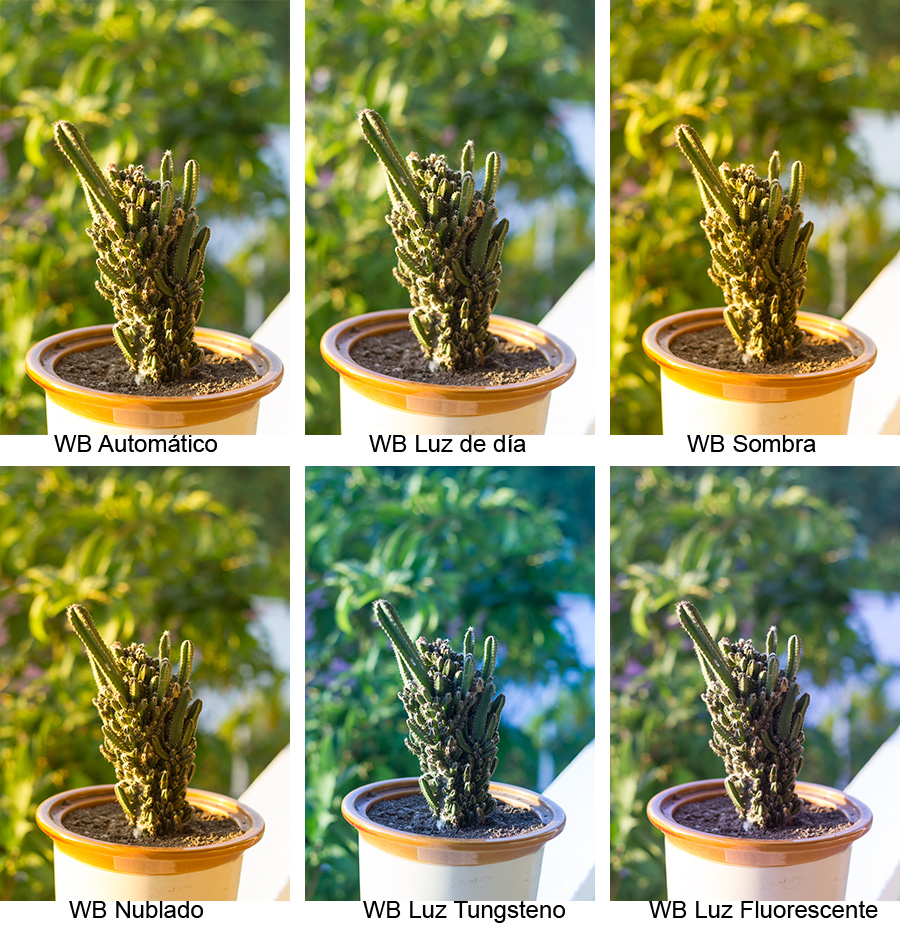 WB Automático
WB Luz de día
WB Sombra
WB Nublado
WB Luz Tungsteno
WB Luz Fluorescente